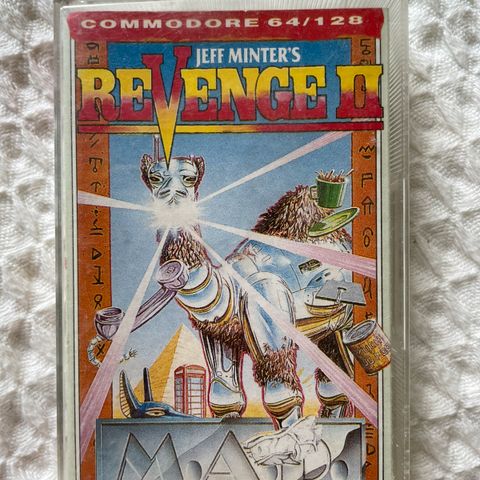 COMMODORE 64/128
JEFF MINTER'S
REVENGE II
M.A.D.